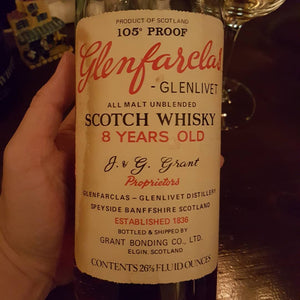 PRODUCT OF SCOTLAND
105° PROOF
Glenfarclas
- GLENLIVET
ALL MALT UNBLENDED
SCOTCH WHISKY
8 YEARS OLD
J. & G. Grant
Proprietors
GLENFARCLAS – GLENLIVET DISTILLERY
SPEYSIDE BANFFSHIRE SCOTLAND
ESTABLISHED 1836
BOTTLED & SHIPPED BY
GRANT BONDING CO., LTD.
ELGIN, SCOTLAND
CONTENTS 26⅔ FLUID OUNCES